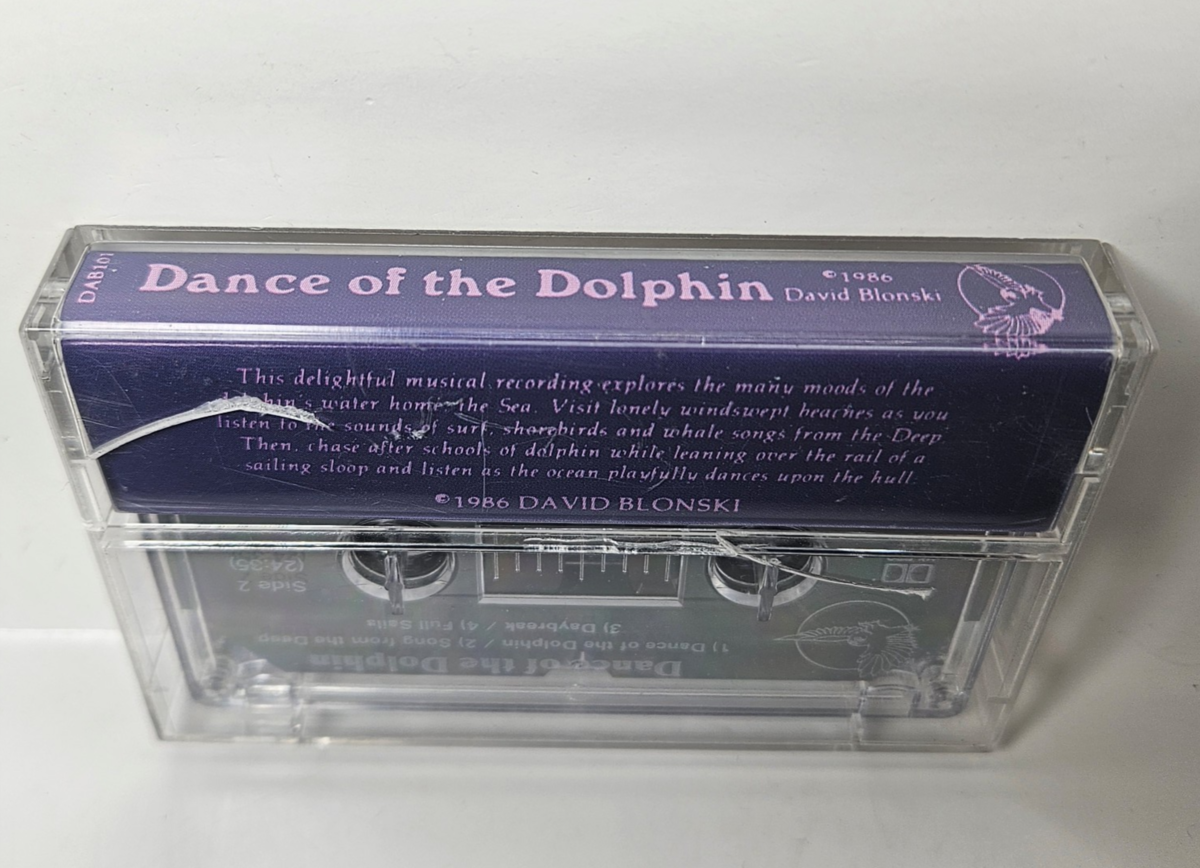 DAB101
Dance of the Dolphin
©1986
David Blonski
This delightful musical recording explores the many moods of the
dolphin's water home the Sea. Visit lonely windswept beaches as you
listen to the sounds of surf, shorebirds and whale songs from the Deep.
Then, chase after schools of dolphin while leaning over the rail of a
sailing sloop and listen as the ocean playfully dances upon the hull.
©1986 DAVID BLONSKI
Dance of the Dolphin
1) Dance of the Dolphin / 2) Song from the Deep
3) Daybreak / 4) Full Sails
Side 2
(24:35)